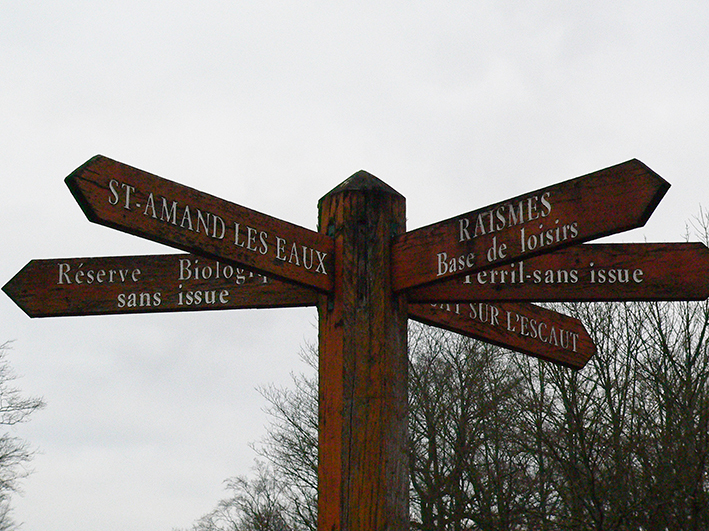 ST-AMAND LES EAUX
Réserve
sans issue
RAISMES
Base de loisirs
Terril-sans issue
SUR L'ESCAUT